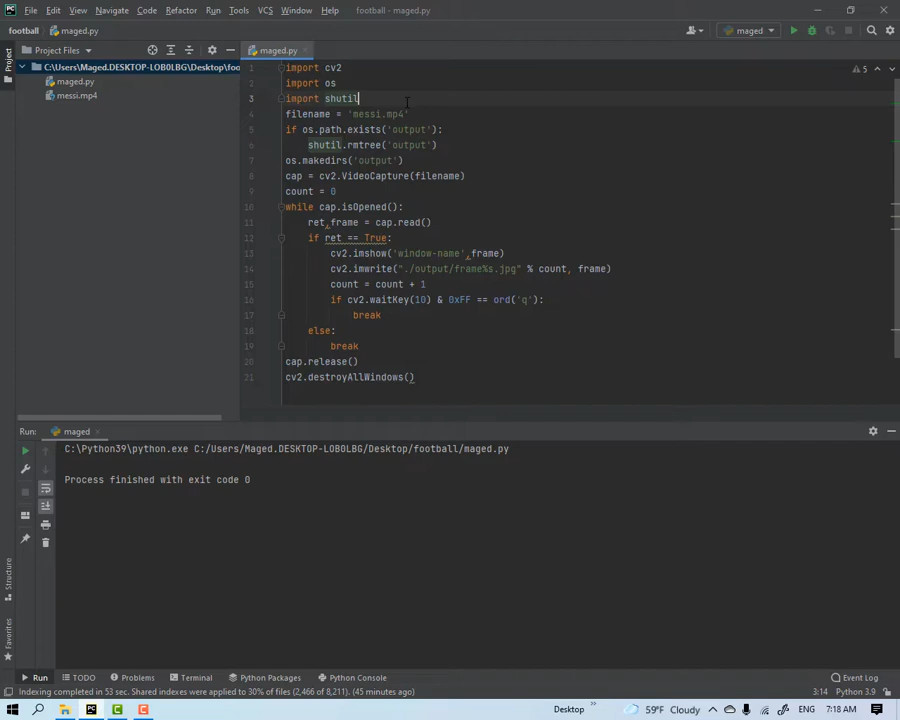 File Edit View Navigate Code Refactor Run Tools VCS Window Help football - maged.py
football maged.py maged
Project Files maged.py
Project
C:\Users\Maged.DESKTOP-LOB0LBG\Desktop\foot
maged.py
messi.mp4
5
1 import cv2
2 import os
3 import shutil
4 filename = 'messi.mp4'
5 if os.path.exists('output'):
6 shutil.rmtree('output')
7 os.makedirs('output')
8 cap = cv2.VideoCapture(filename)
9 count = 0
10 while cap.isOpened():
11 ret,frame = cap.read()
12 if ret == True:
13 cv2.imshow('window-name',frame)
14 cv2.imwrite("./output/frame%s.jpg" % count, frame)
15 count = count + 1
16 if cv2.waitKey(10) & 0xFF == ord('q'):
17 break
18 else:
19 break
20 cap.release()
21 cv2.destroyAllWindows()
Run: maged
C:\Python39\python.exe C:/Users/Maged.DESKTOP-LOB0LBG/Desktop/football/maged.py
Process finished with exit code 0
Structure
Favorites
Run TODO Problems Terminal Python Packages Python Console Event Log
Indexing completed in 53 sec. Shared indexes were applied to 30% of files (2,466 of 8,211). (45 minutes ago) 3:14 Python 3.9
Desktop 59°F Cloudy ENG 7:18 AM